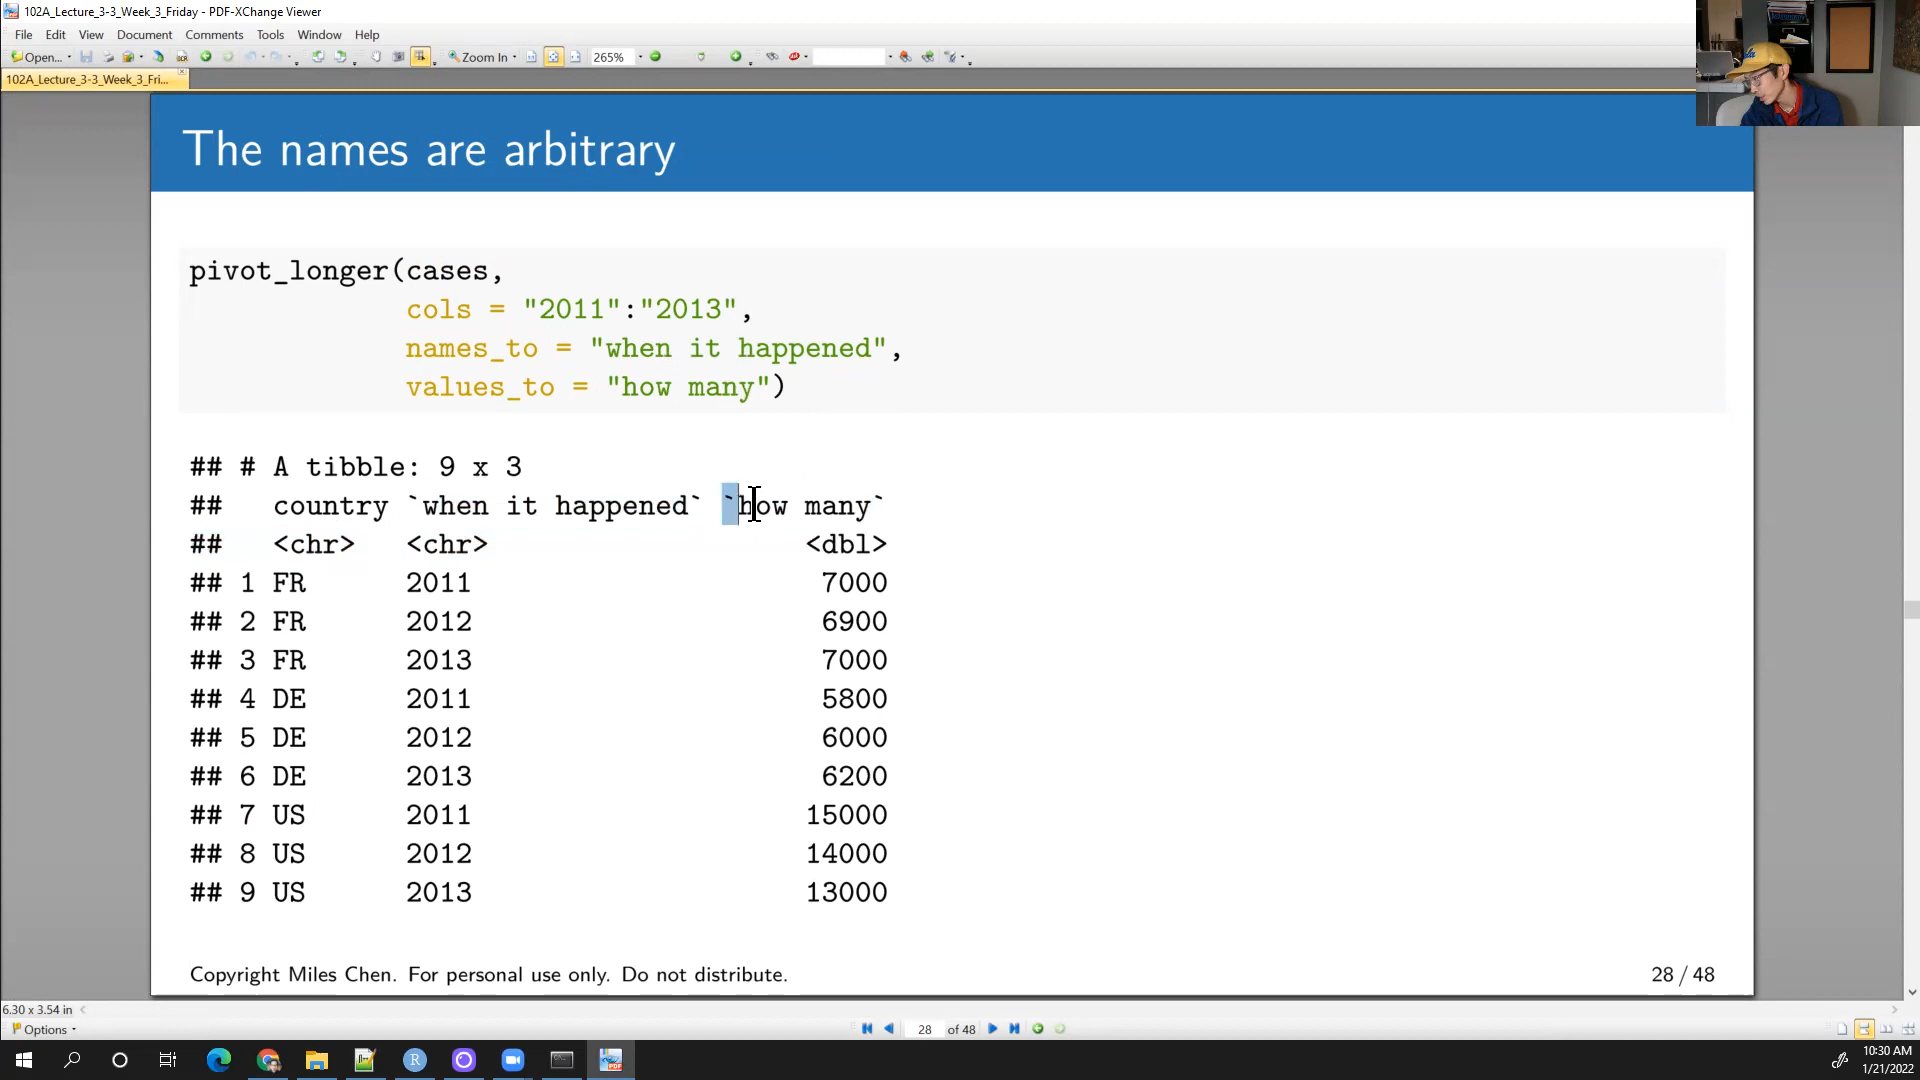 102A_Lecture_3-3_Week_3_Friday - PDF-XChange Viewer
File Edit View Document Comments Tools Window Help
Open... Zoom In 265%
102A_Lecture_3-3_Week_3_Fri...
The names are arbitrary
pivot_longer(cases,
cols = "2011":"2013",
names_to = "when it happened",
values_to = "how many")
## # A tibble: 9 x 3
## country `when it happened` `how many`
## <chr> <chr> <dbl>
## 1 FR 2011 7000
## 2 FR 2012 6900
## 3 FR 2013 7000
## 4 DE 2011 5800
## 5 DE 2012 6000
## 6 DE 2013 6200
## 7 US 2011 15000
## 8 US 2012 14000
## 9 US 2013 13000
Copyright Miles Chen. For personal use only. Do not distribute. 28 / 48
6.30 x 3.54 in
Options 28 of 48
10:30 AM
1/21/2022